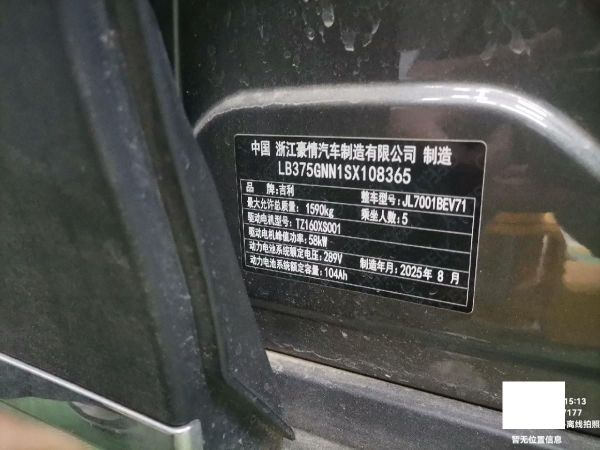 中国 浙江豪情汽车制造有限公司 制造
LB375GNN1SX108365
品 牌:吉利 整车型号:JL7001BEV71
最大允许总质量: 1590kg 乘坐人数:5
驱动电机型号:TZ160XS001
驱动电机峰值功率:58kW
动力电池系统额定电压:289V 制造年月:2025年 8 月
动力电池系统额定容量:104Ah
15:13
7177
离线拍照
暂无位置信息